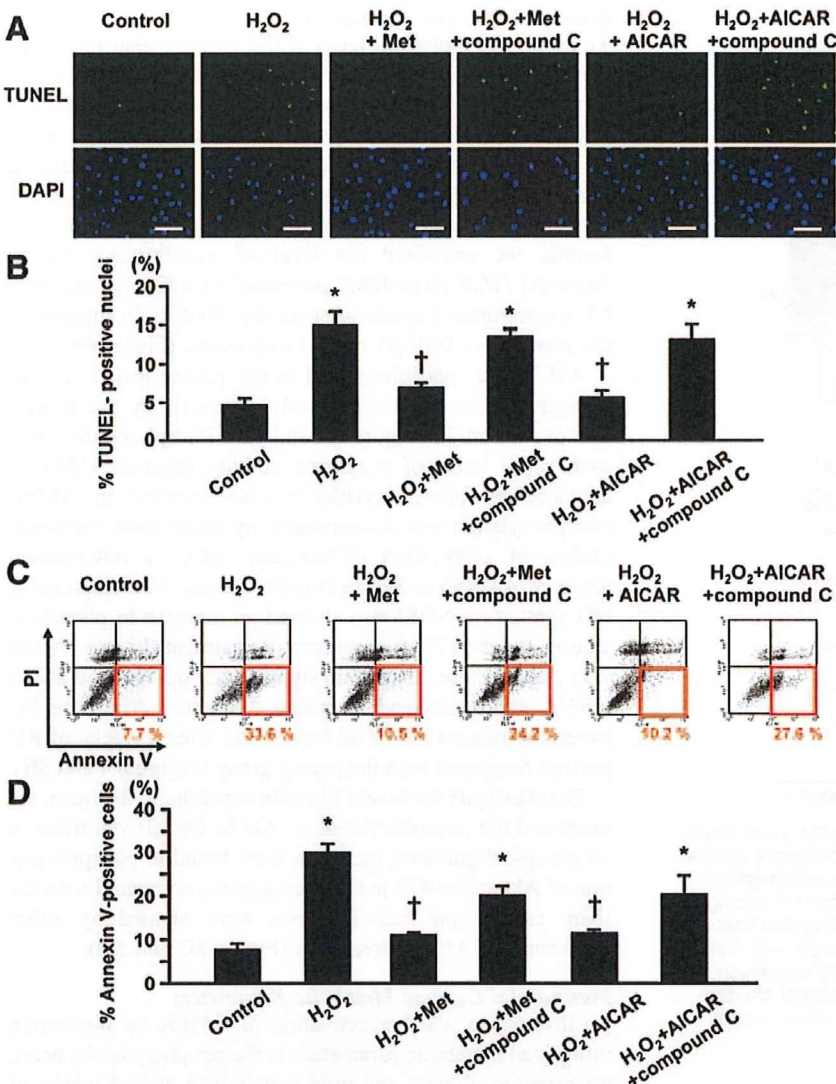 A
Control
H₂O₂
H₂O₂
+ Met
H₂O₂+Met
+compound C
H₂O₂
+ AICAR
H₂O₂+AICAR
+compound C
TUNEL
DAPI
B
(%)
% TUNEL- positive nuclei
20
15
10
5
0
* † * † *
Control
H₂O₂
H₂O₂+Met
H₂O₂+Met
+compound C
H₂O₂+AICAR
H₂O₂+AICAR
+compound C
C
Control
H₂O₂
H₂O₂
+ Met
H₂O₂+Met
+compound C
H₂O₂
+ AICAR
H₂O₂+AICAR
+compound C
PI
33.6 %
10.5 %
24.2 %
10.2 %
27.6 %
Annexin V
D
(%)
% Annexin V-positive cells
40
30
20
10
0
* † * † *
Control
H₂O₂
H₂O₂+Met
H₂O₂+Met
+compound C
H₂O₂+AICAR
H₂O₂+AICAR
+compound C